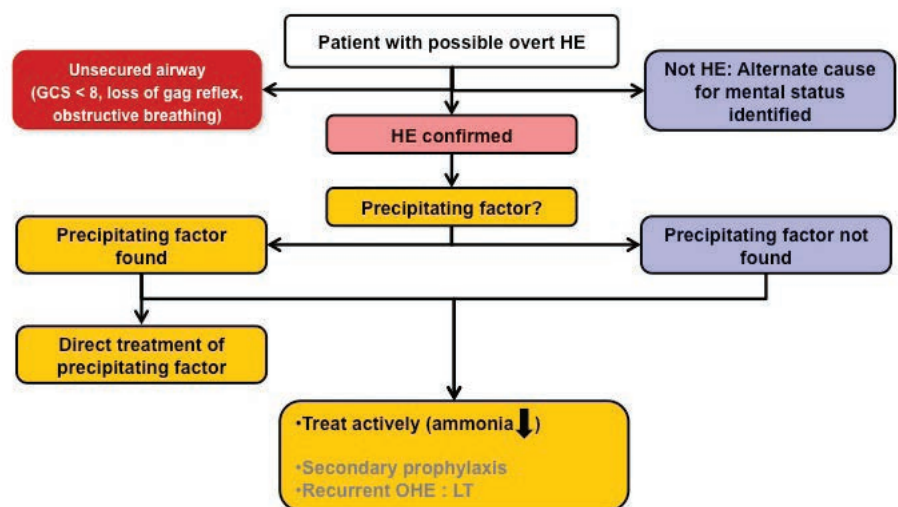 Patient with possible overt HE
Unsecured airway
(GCS < 8, loss of gag reflex,
obstructive breathing)
Not HE: Alternate cause
for mental status
identified
HE confirmed
Precipitating factor?
Precipitating factor
found
Precipitating factor not
found
Direct treatment of
precipitating factor
•Treat actively (ammonia⬇)
•Secondary prophylaxis
•Recurrent OHE : LT